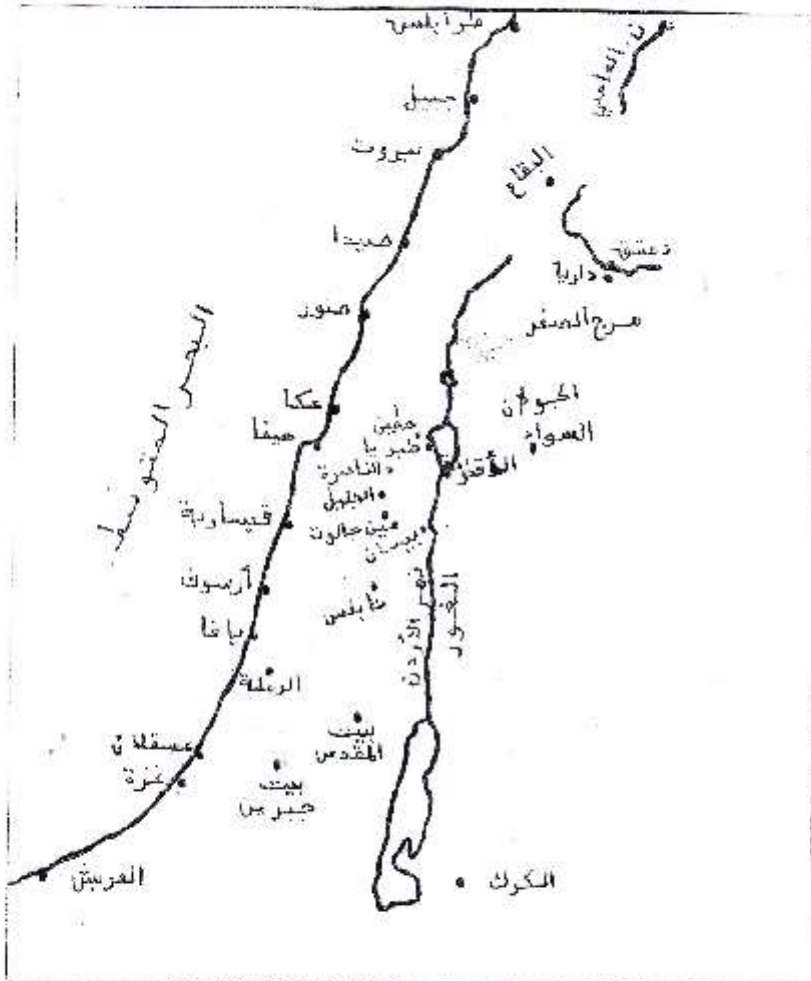 طرابلس
ن. العاصي
جبيل
بيروت
البقاع
صيدا
دمشق
دارية
صور
مرج الصفر
البحر المتوسط
عكا
الجولان
حيفا
حطين
طبريا
السواد
الناصرة
الجليل
قيسارية
عين جالوت
بيسان
أرسوف
نابلس
نهر الأردن
الغور
يافا
الرملة
بيت
المقدس
عسقلان
غزة
بيت
جبرين
العريش
الكرك